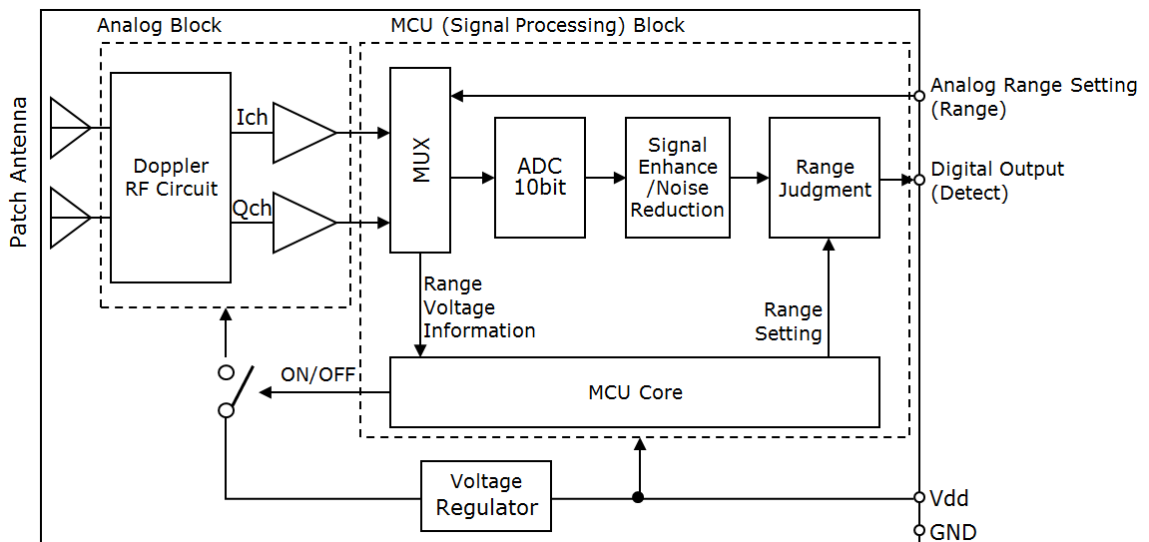 Analog Block
MCU (Signal Processing) Block
Patch Antenna
Doppler
RF Circuit
Ich
Qch
MUX
ADC
10bit
Signal
Enhance
/Noise
Reduction
Range
Judgment
Analog Range Setting
(Range)
Digital Output
(Detect)
Range
Voltage
Information
Range
Setting
ON/OFF
MCU Core
Voltage
Regulator
Vdd
GND